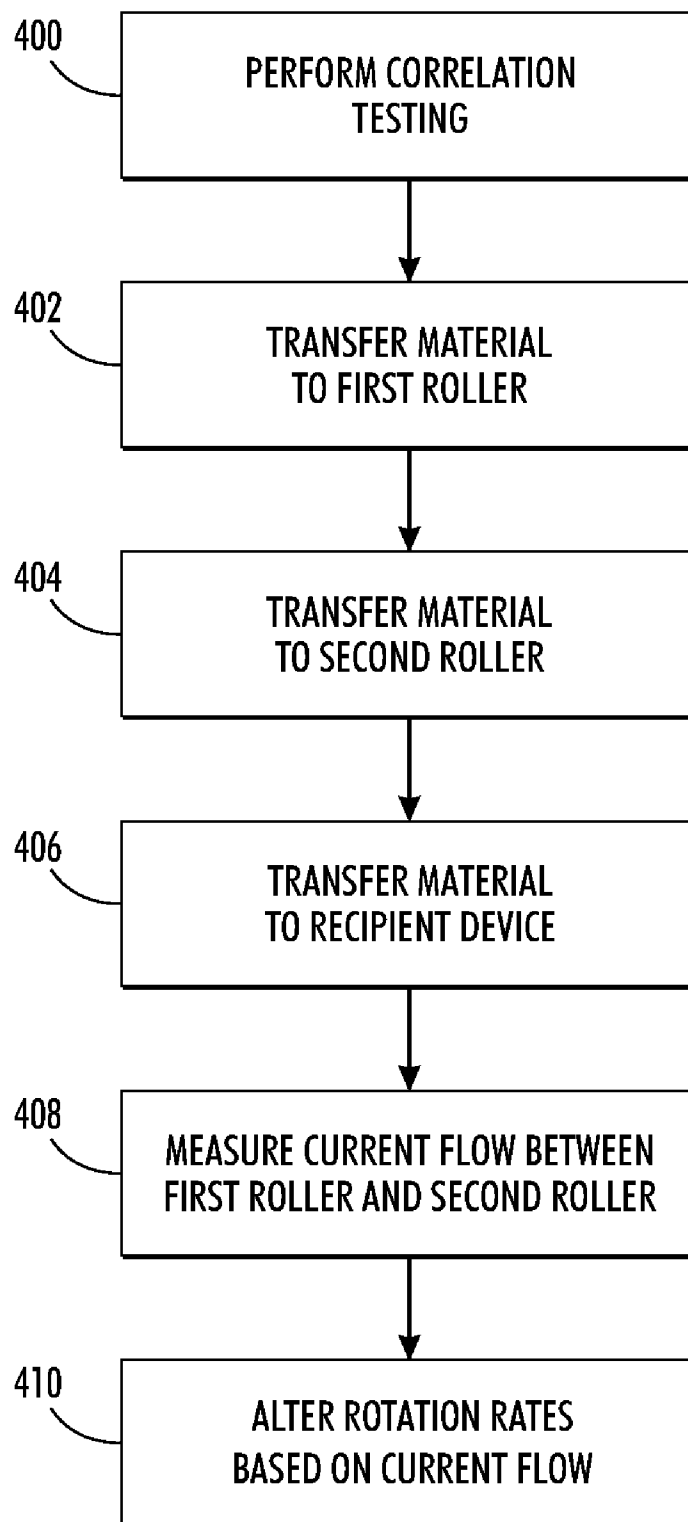 400
PERFORM CORRELATION
TESTING
402
TRANSFER MATERIAL
TO FIRST ROLLER
404
TRANSFER MATERIAL
TO SECOND ROLLER
406
TRANSFER MATERIAL
TO RECIPIENT DEVICE
408
MEASURE CURRENT FLOW BETWEEN
FIRST ROLLER AND SECOND ROLLER
410
ALTER ROTATION RATES
BASED ON CURRENT FLOW